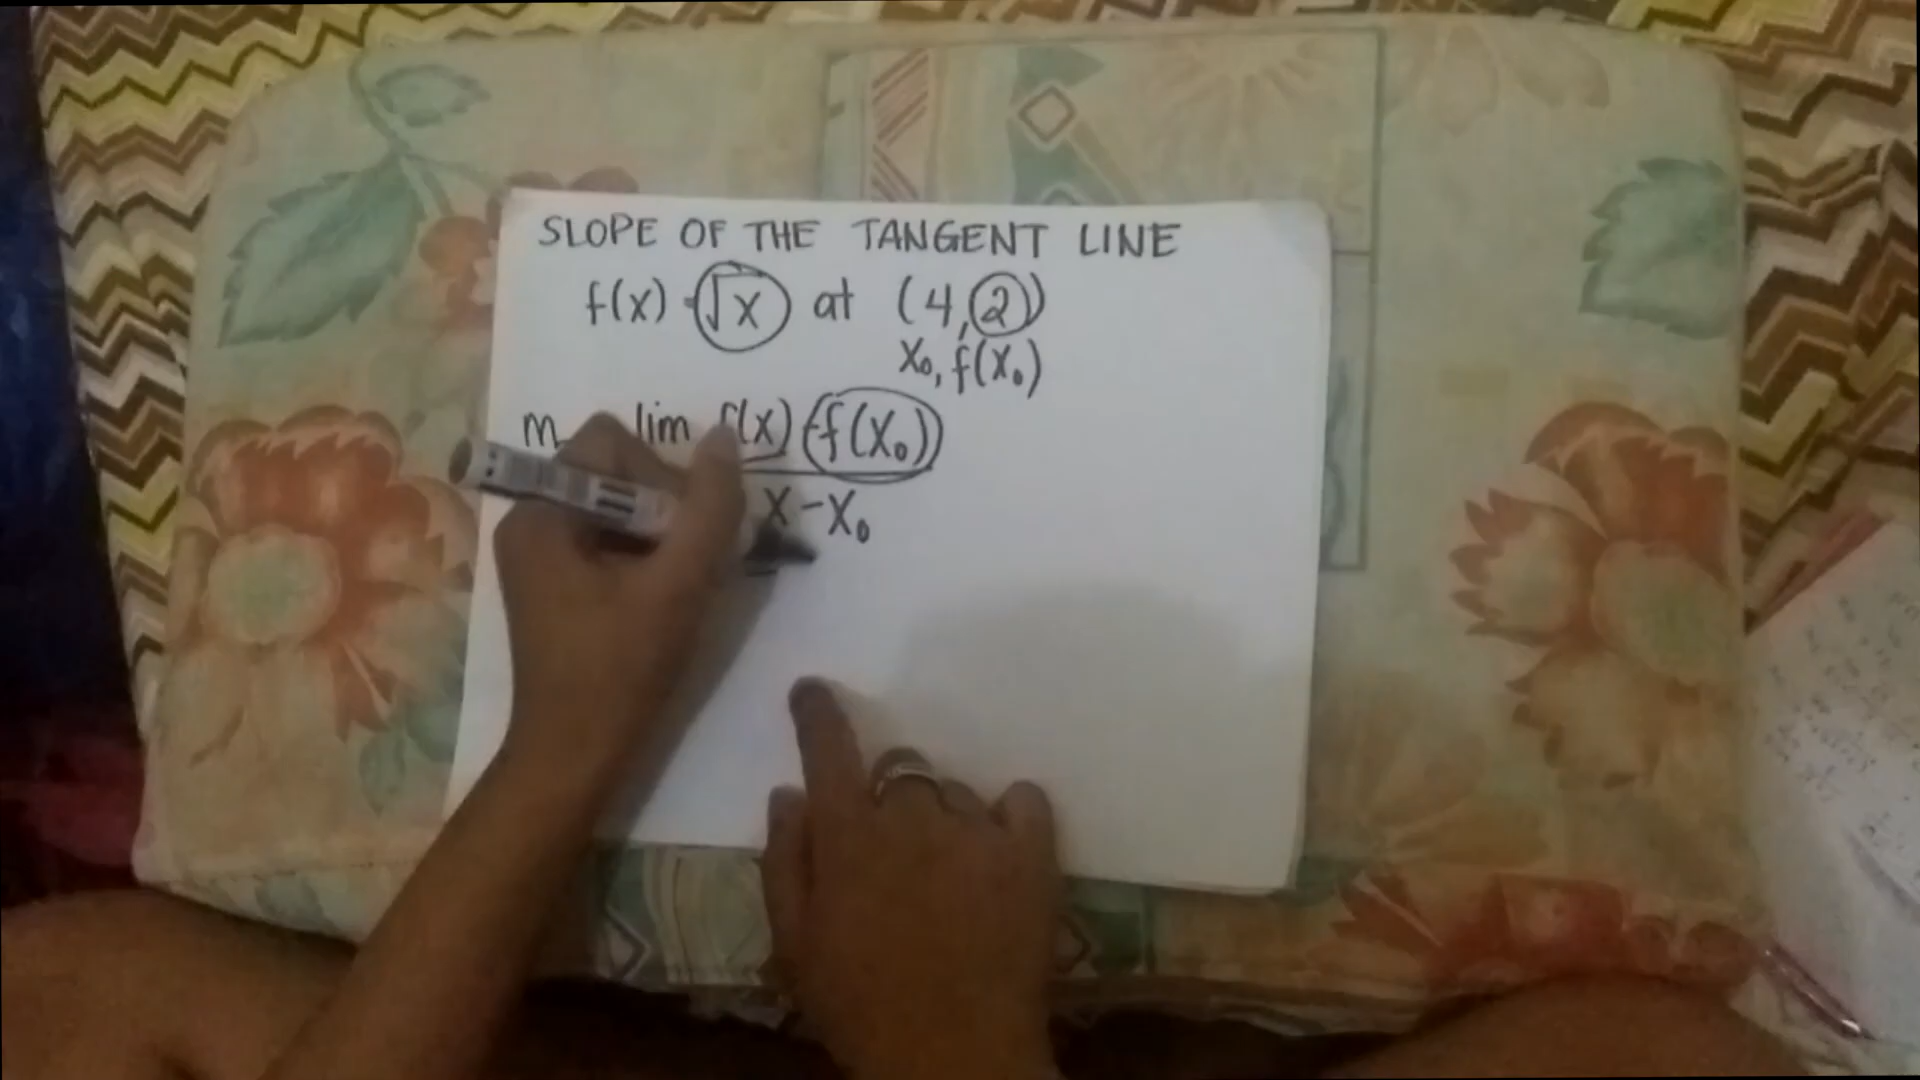 SLOPE OF THE TANGENT LINE
f(x) = √x at (4, 2)
x₀, f(x₀)
m lim f(x) - f(x₀)
x - x₀